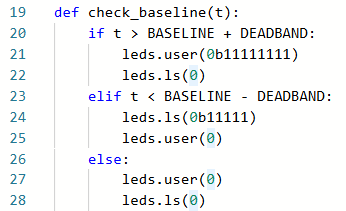 19 def check_baseline(t):
20     if t > BASELINE + DEADBAND:
21         leds.user(0b11111111)
22         leds.ls(0)
23     elif t < BASELINE - DEADBAND:
24         leds.ls(0b11111)
25         leds.user(0)
26     else:
27         leds.user(0)
28         leds.ls(0)